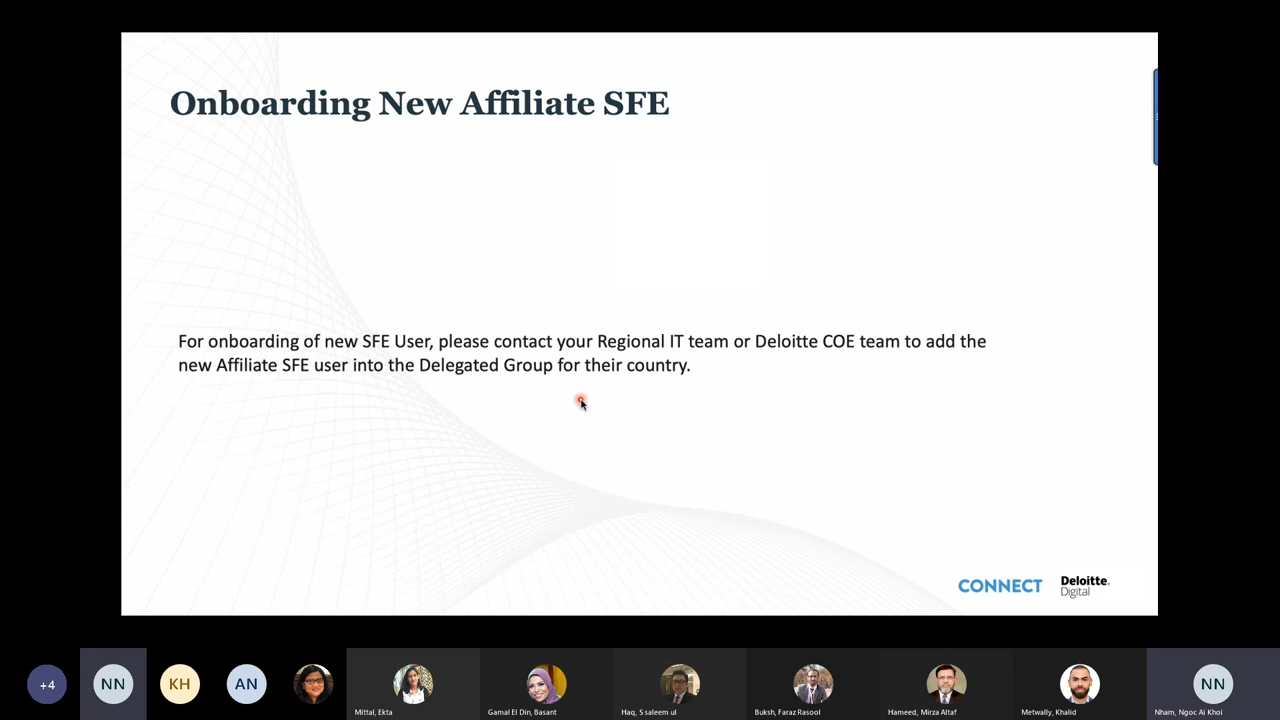 Onboarding New Affiliate SFE
For onboarding of new SFE User, please contact your Regional IT team or Deloitte COE team to add the
new Affiliate SFE user into the Delegated Group for their country.
CONNECT
Deloitte.
Digital
+4
NN
KH
AN
NN
Mittal, Ekta
Gamal El Din, Basant
Haq, S saleem ul
Buksh, Faraz Rasool
Hameed, Mirza Altaf
Metwally, Khalid
Nham, Ngoc Ai Khoi